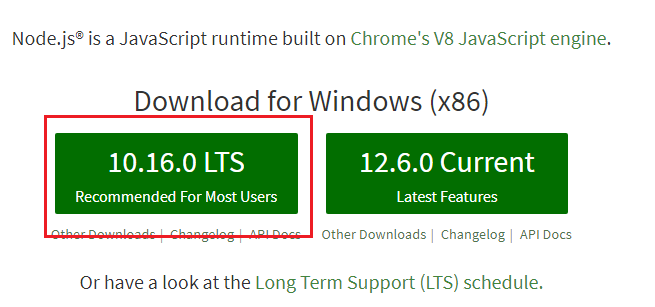 Node.js® is a JavaScript runtime built on Chrome's V8 JavaScript engine.
Download for Windows (x86)
10.16.0 LTS
Recommended For Most Users
12.6.0 Current
Latest Features
Other Downloads | Changelog | API Docs
Other Downloads | Changelog | API Docs
Or have a look at the Long Term Support (LTS) schedule.